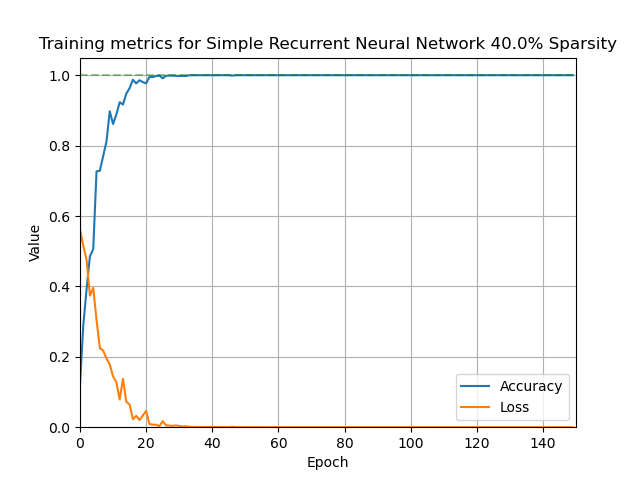 Training metrics for Simple Recurrent Neural Network 40.0% Sparsity
1.0
0.8
0.6
0.4
0.2
0.0
Value
0 20 40 60 80 100 120 140
Epoch
Accuracy
Loss